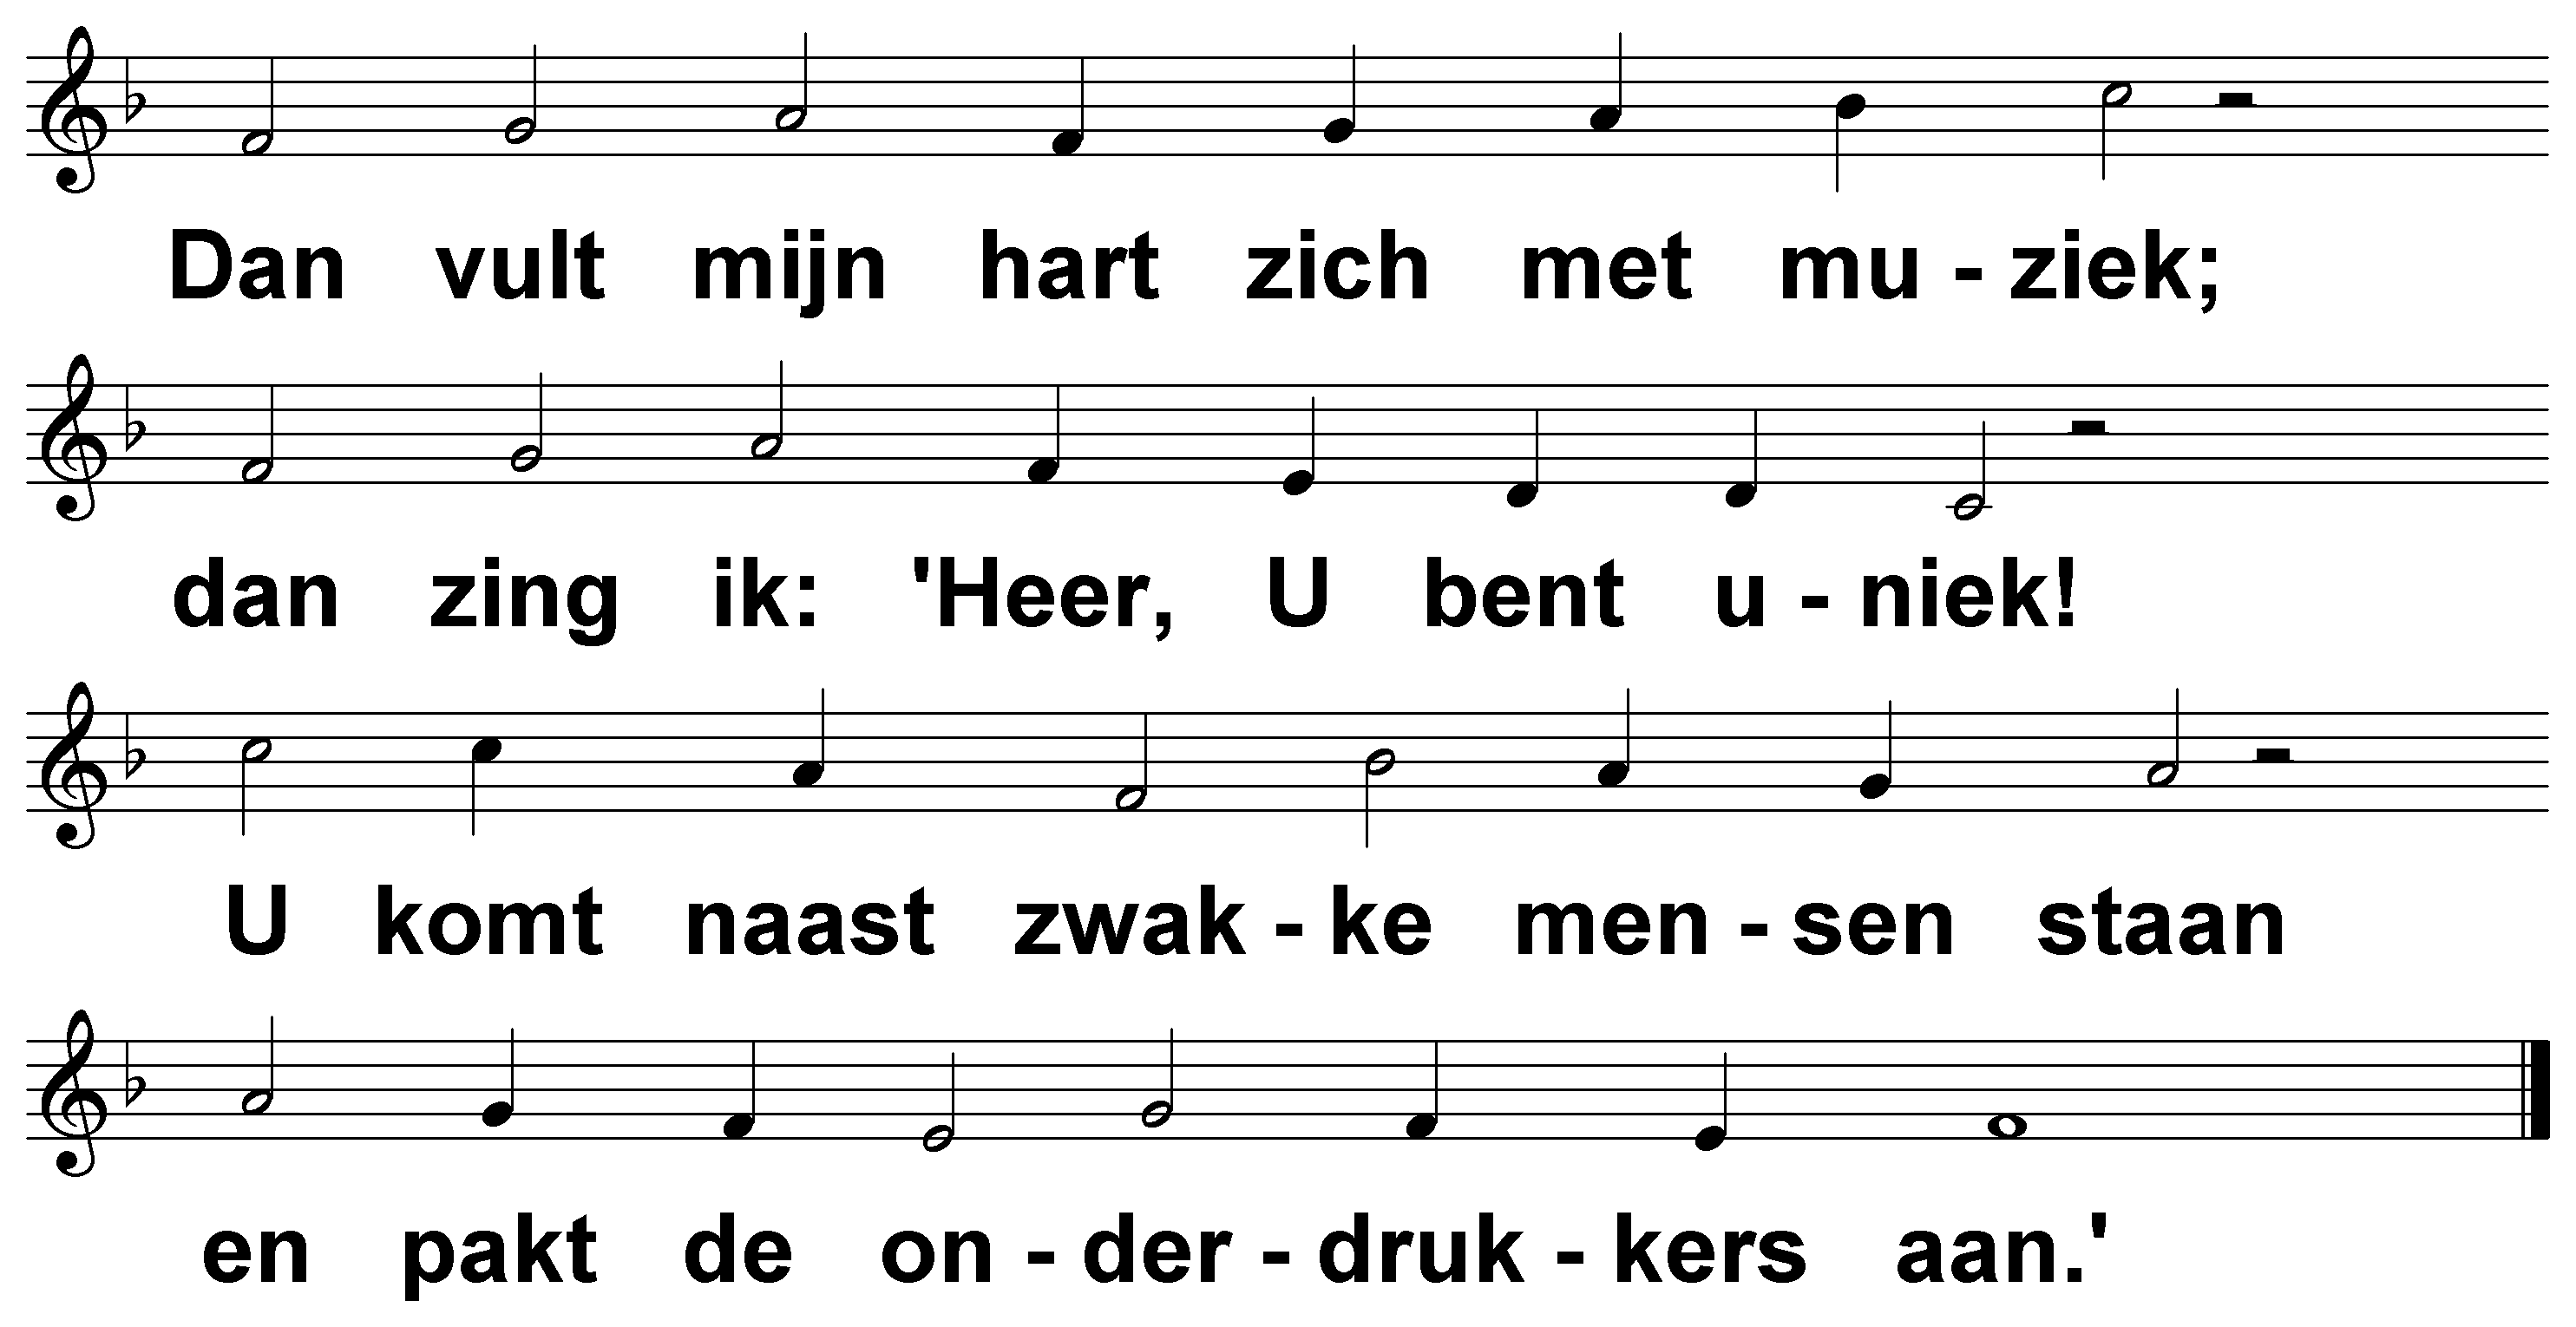 Dan vult mijn hart zich met mu - ziek;
dan zing ik: 'Heer, U bent u - niek!
U komt naast zwak - ke men - sen staan
en pakt de on - der - druk - kers aan.'